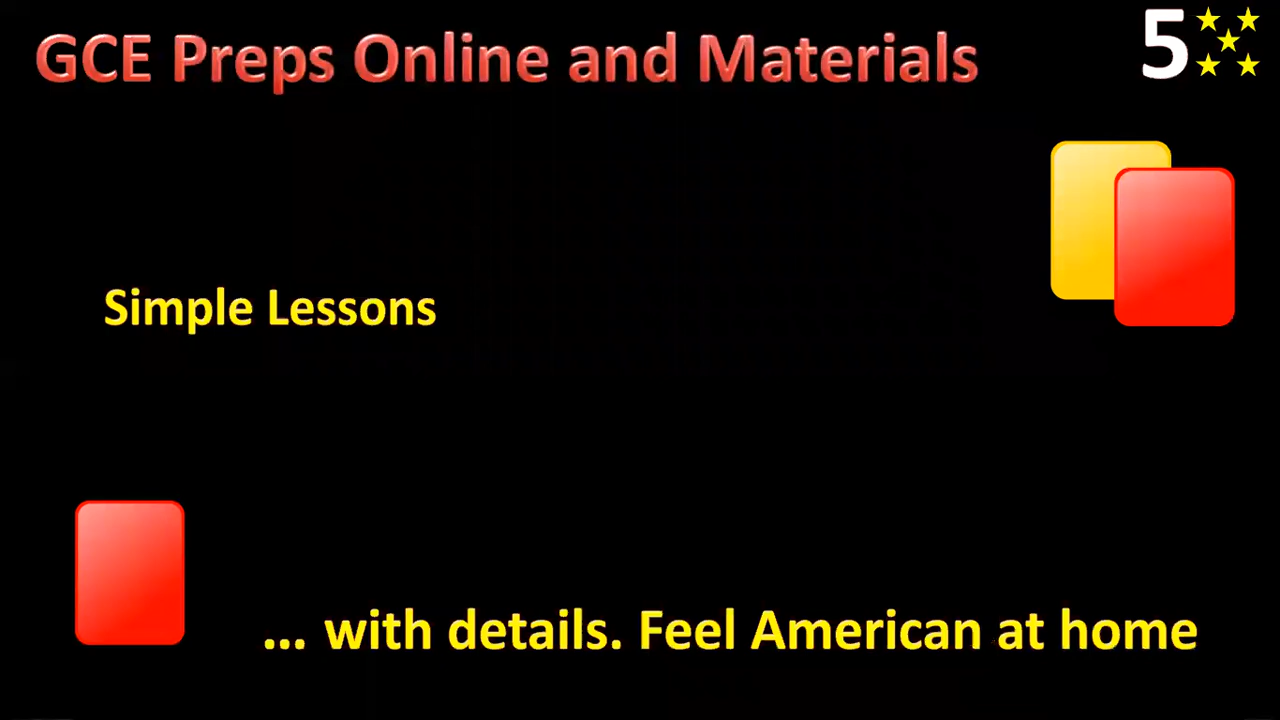 GCE Preps Online and Materials
5
Simple Lessons
... with details. Feel American at home